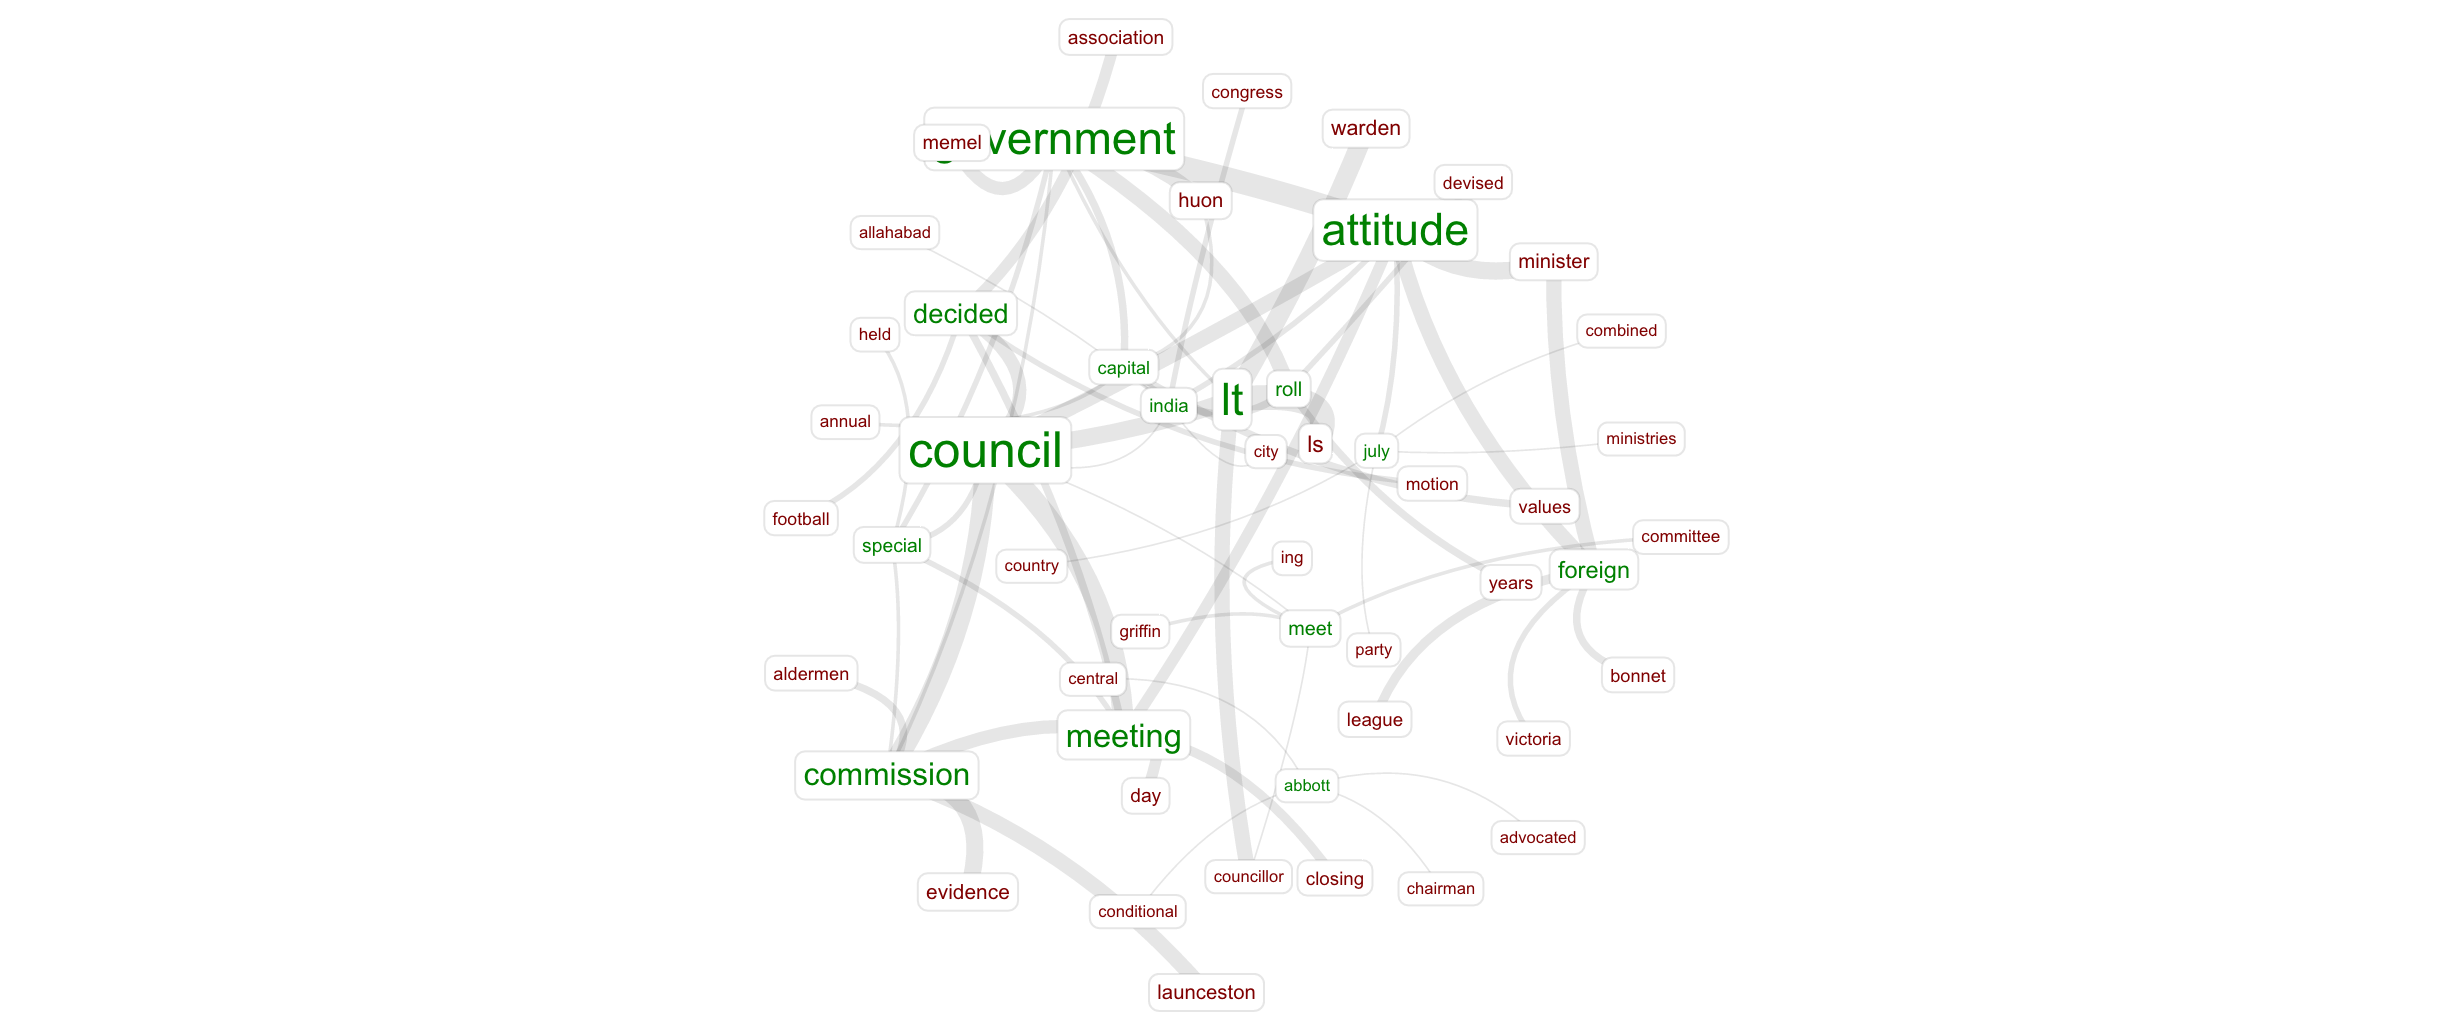 association
congress
warden
memel
government
devised
huon
attitude
allahabad
minister
decided
held
combined
capital
india
lt
roll
annual
council
city
ls
july
ministries
motion
values
football
special
country
ing
committee
years
foreign
griffin
meet
party
aldermen
central
bonnet
league
meeting
victoria
commission
day
abbott
advocated
evidence
councillor
closing
chairman
conditional
launceston